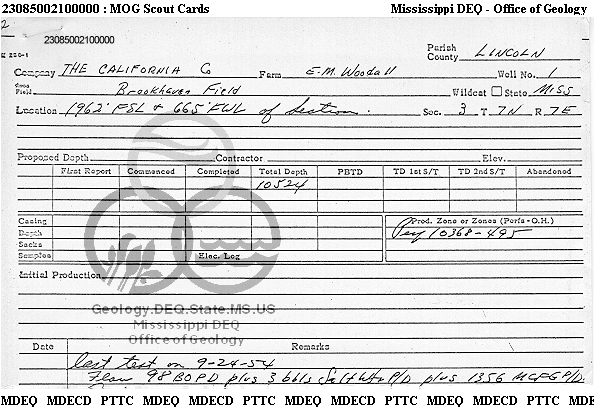 23085002100000 : MOG Scout Cards Mississippi DEQ - Office of Geology
2 23085002100000
Parish
County LINCOLN
Company THE CALIFORNIA Co Farm E.M. Woodall Well No. 1
Field Brookhaven Field Wildcat State MISS
Location 1962' FSL & 665' FWL of Section. Sec. 3 T. 7N R. 7E
Proposed Depth Contractor Elev.
First Report Commenced Completed Total Depth PBTD TD 1st S/T TD 2nd S/T Abandoned
10524
Casing Prod. Zone or Zones (Perfs-O.H.)
Depth Perf 10368-495
Sacks
Samples Elec. Log
Initial Production
Geology.DEQ.State.MS.US
Mississippi DEQ
Office of Geology
Date Remarks
last test on 9-24-54
Flow 98 BOPD plus 3 bbls Salt Wtr P/D plus 1356 MCFG P/D.
MDEQ MDECD PTTC MDEQ MDECD PTTC MDEQ MDECD PTTC MDEQ MDECD PTTC MDE